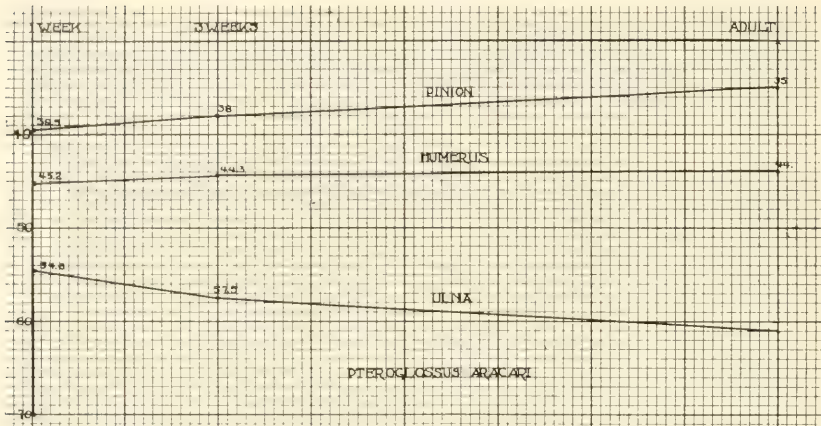 1 WEEK 3 WEEKS ADULT
PINION
35
38
39.5
40
HUMERUS
44.
44.3
45.2
50
54.8
57.5
ULNA
60
PTEROGLOSSUS ARACARI
70